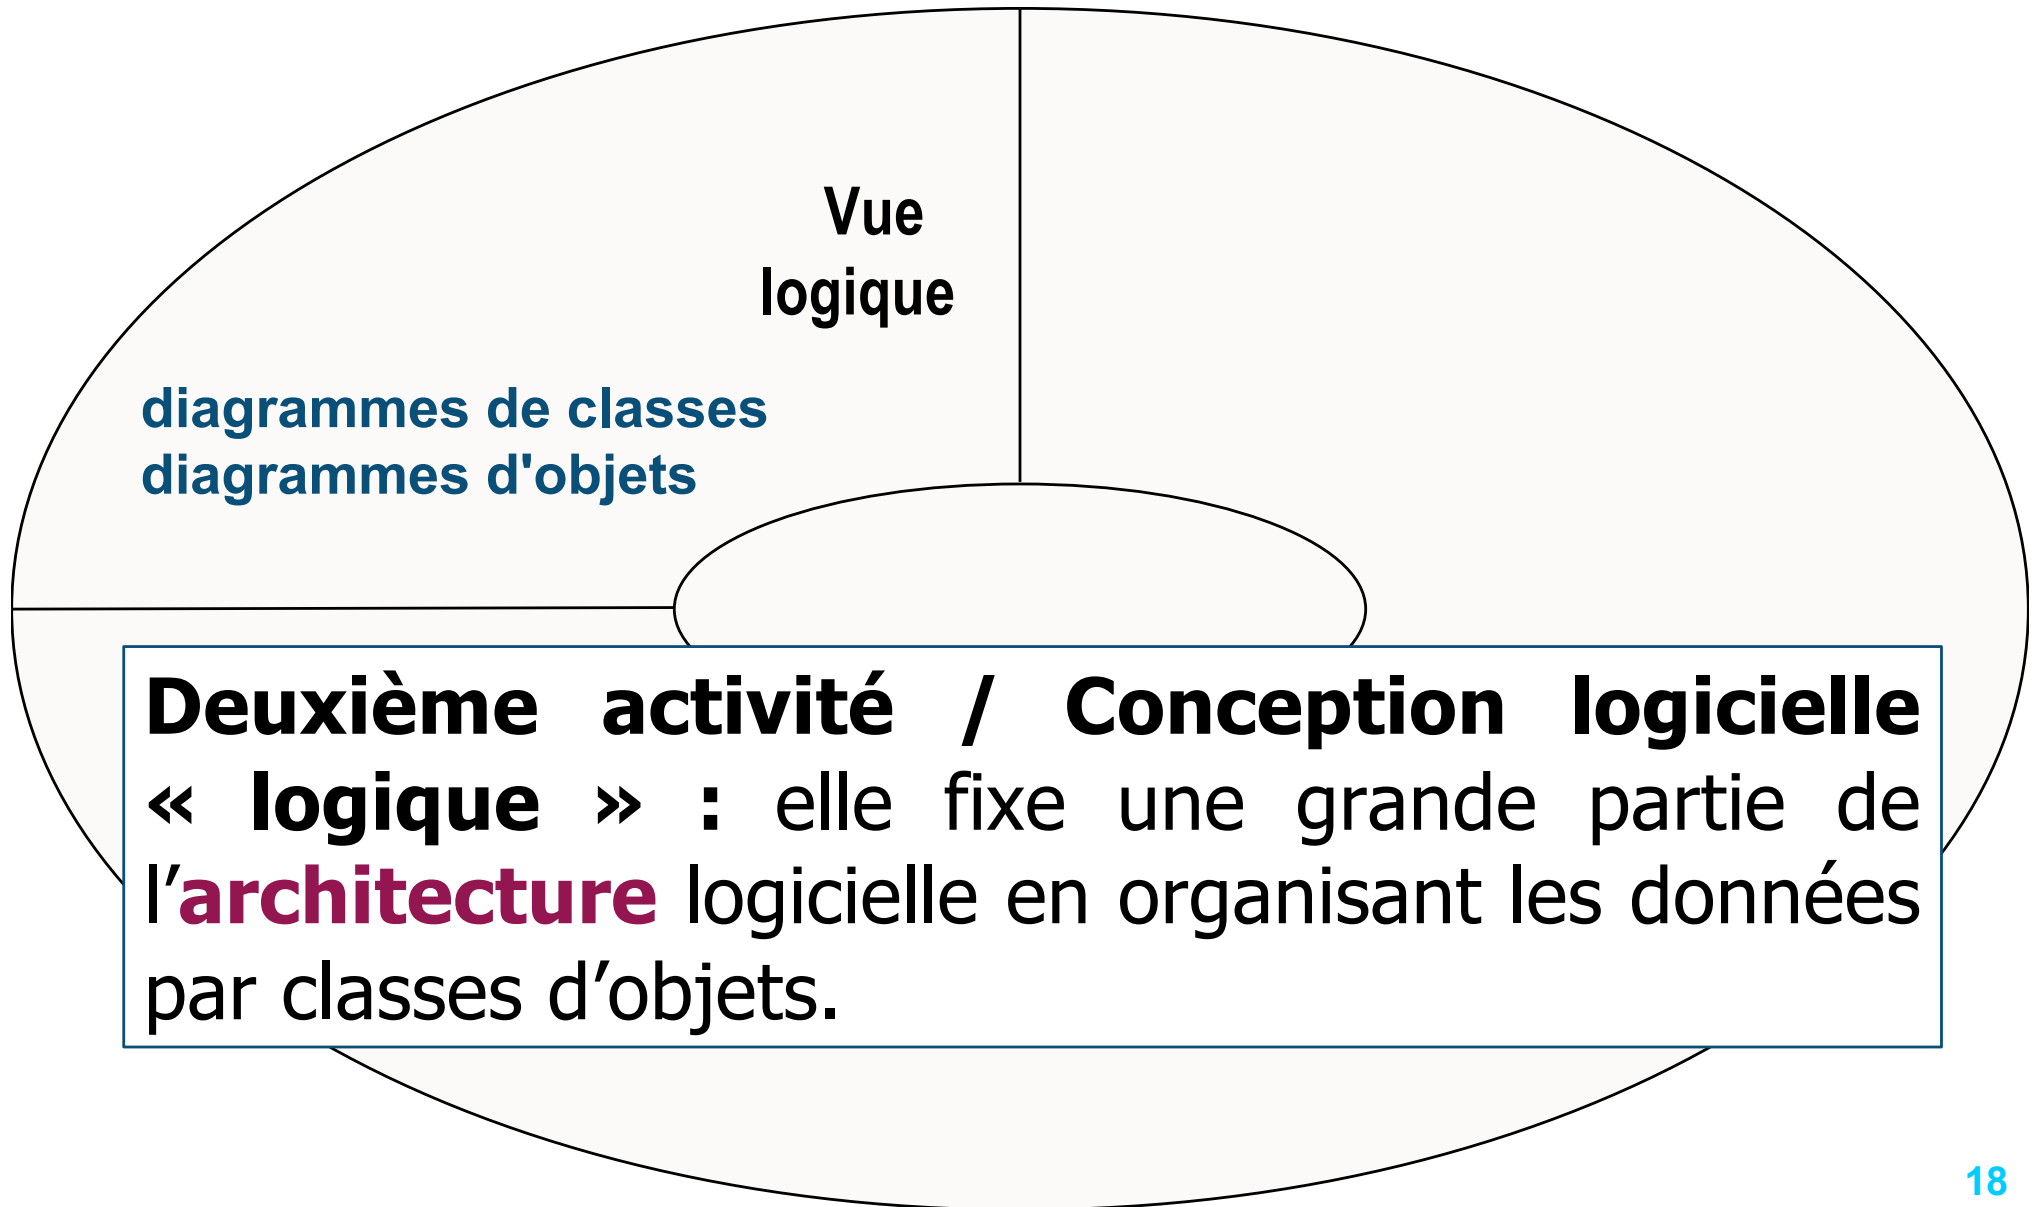 Vue
logique
diagrammes de classes
diagrammes d'objets
Deuxième activité / Conception logicielle
« logique » : elle fixe une grande partie de
l’architecture logicielle en organisant les données
par classes d’objets.
18